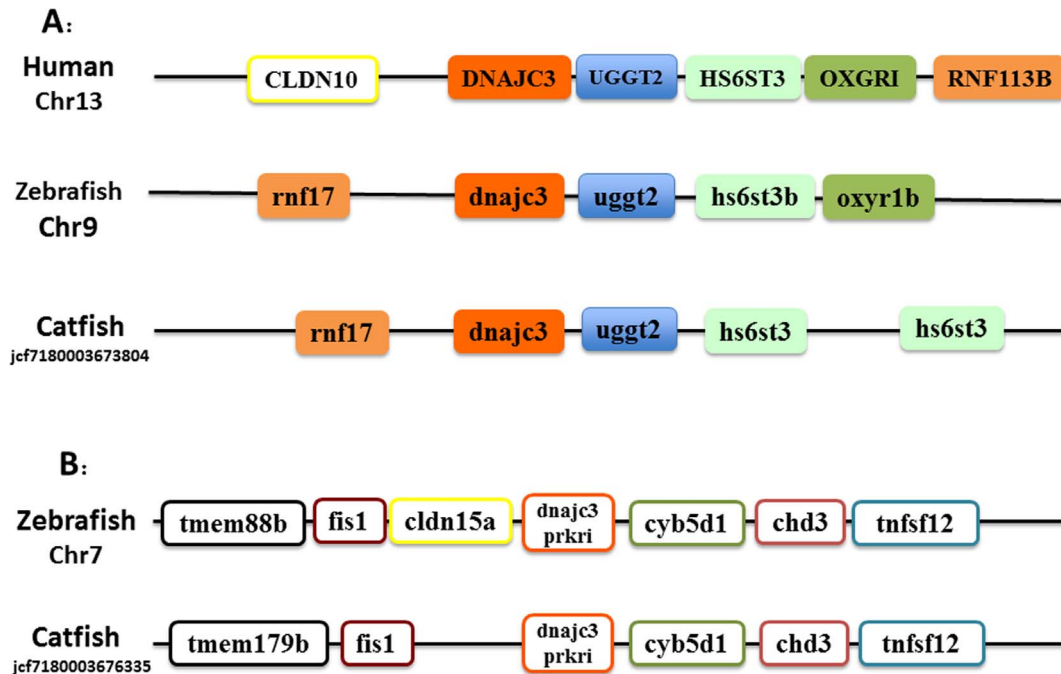 A:
Human
Chr13
CLDN10 DNAJC3 UGGT2 HS6ST3 OXGRI RNF113B
Zebrafish
Chr9
rnf17 dnajc3 uggt2 hs6st3b oxyr1b
Catfish
jcf7180003673804
rnf17 dnajc3 uggt2 hs6st3 hs6st3
B:
Zebrafish
Chr7
tmem88b fis1 cldn15a dnajc3 prkri cyb5d1 chd3 tnfsf12
Catfish
jcf7180003676335
tmem179b fis1 dnajc3 prkri cyb5d1 chd3 tnfsf12